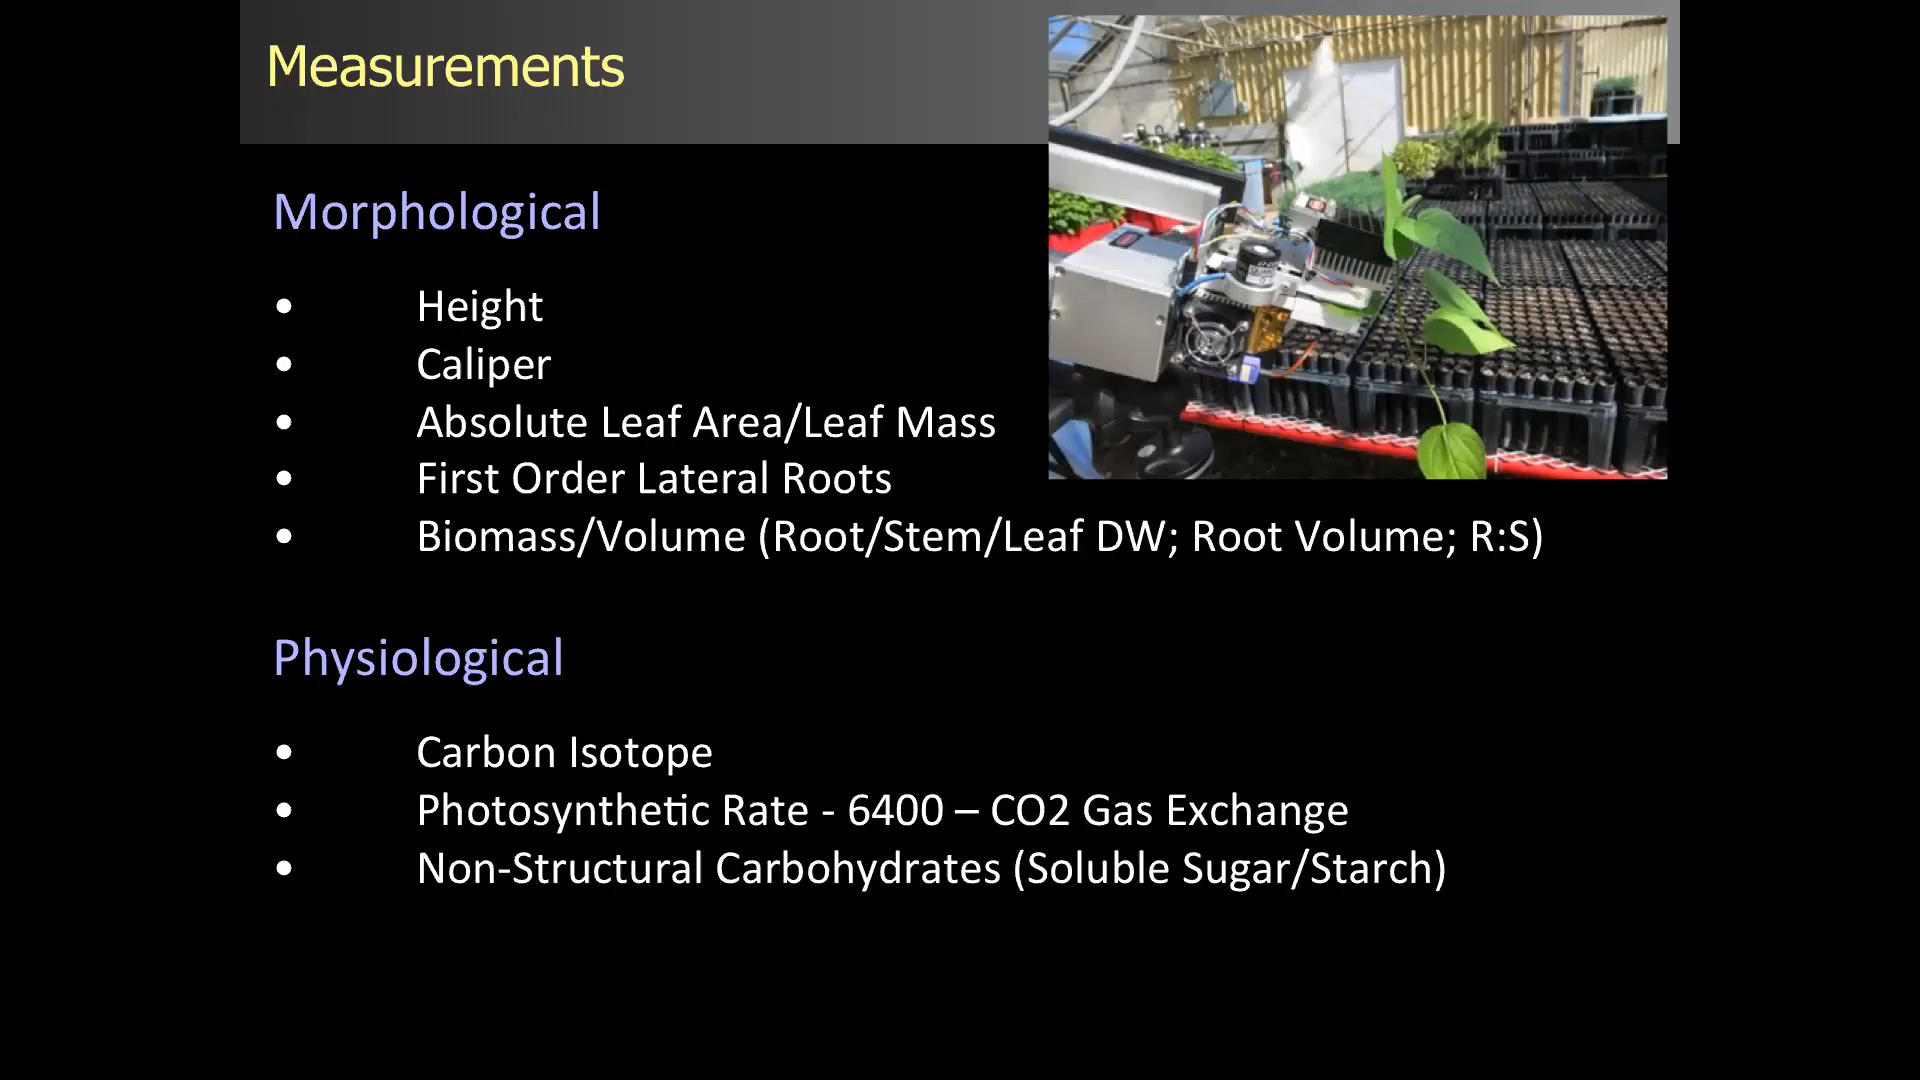 Measurements
Morphological
• Height
• Caliper
• Absolute Leaf Area/Leaf Mass
• First Order Lateral Roots
• Biomass/Volume (Root/Stem/Leaf DW; Root Volume; R:S)
Physiological
• Carbon Isotope
• Photosynthetic Rate - 6400 – CO2 Gas Exchange
• Non-Structural Carbohydrates (Soluble Sugar/Starch)